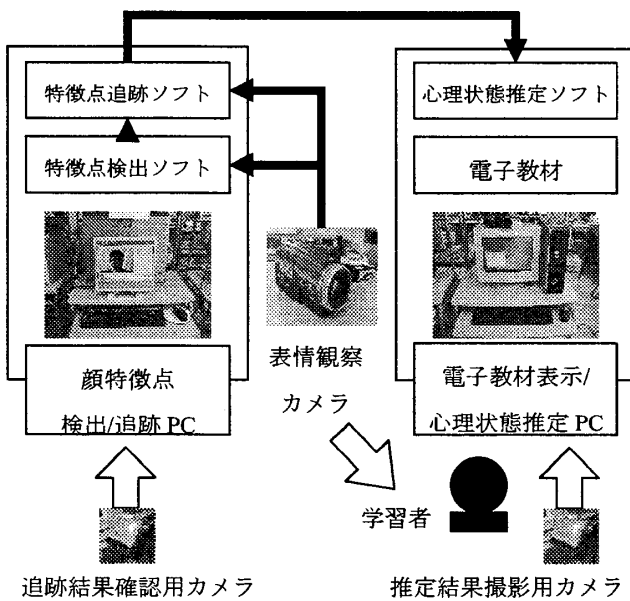 特徴点追跡ソフト
特徴点検出ソフト
顔特徴点
検出/追跡 PC
追跡結果確認用カメラ
表情観察
カメラ
心理状態推定ソフト
電子教材
電子教材表示/
心理状態推定 PC
学習者
推定結果撮影用カメラ